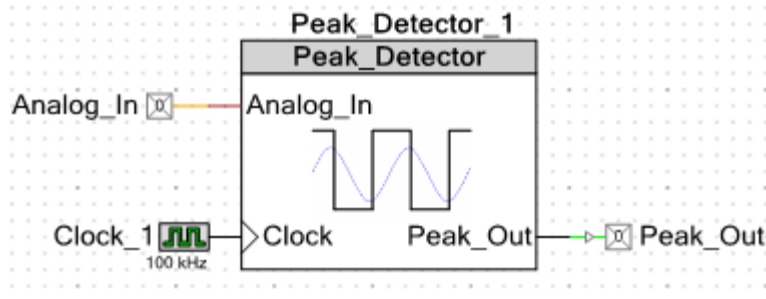 Peak_Detector_1
Peak_Detector
Analog_In Analog_In
Clock_1 Clock Peak_Out Peak_Out
100 kHz